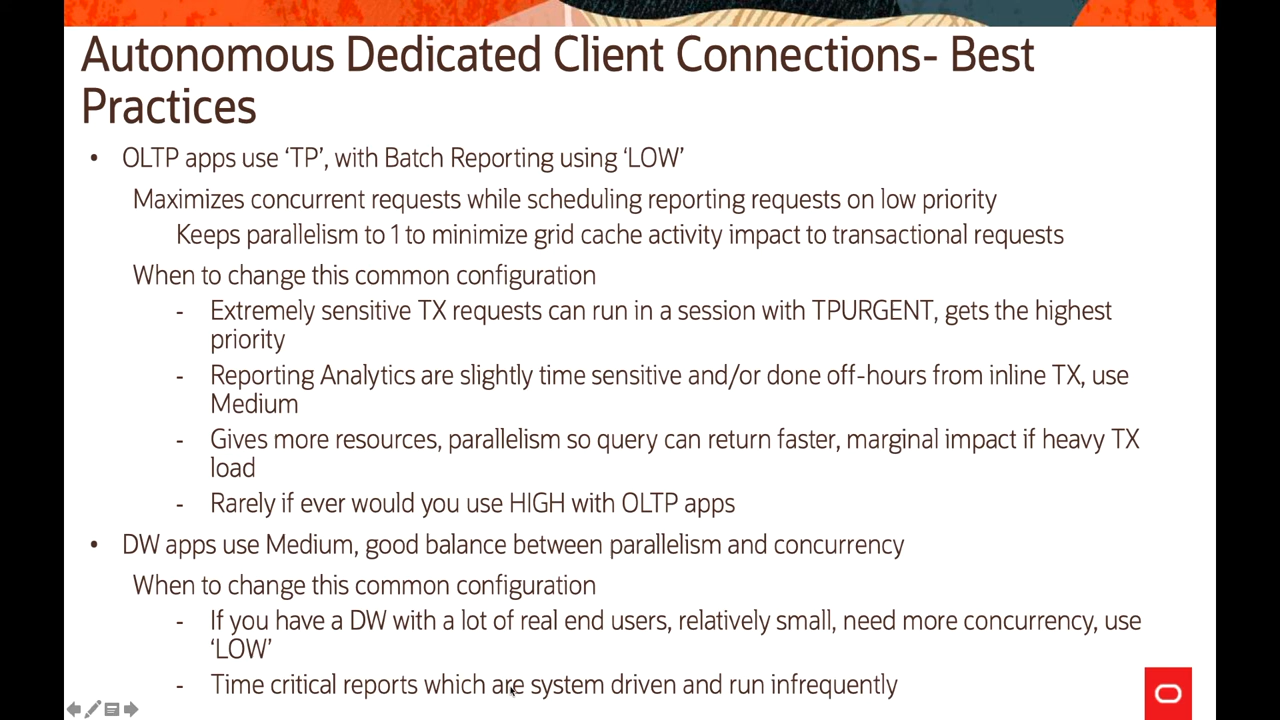 Autonomous Dedicated Client Connections- Best
Practices
• OLTP apps use ‘TP’, with Batch Reporting using ‘LOW’
Maximizes concurrent requests while scheduling reporting requests on low priority
Keeps parallelism to 1 to minimize grid cache activity impact to transactional requests
When to change this common configuration
- Extremely sensitive TX requests can run in a session with TPURGENT, gets the highest
priority
- Reporting Analytics are slightly time sensitive and/or done off-hours from inline TX, use
Medium
- Gives more resources, parallelism so query can return faster, marginal impact if heavy TX
load
- Rarely if ever would you use HIGH with OLTP apps
• DW apps use Medium, good balance between parallelism and concurrency
When to change this common configuration
- If you have a DW with a lot of real end users, relatively small, need more concurrency, use
‘LOW’
- Time critical reports which are system driven and run infrequently